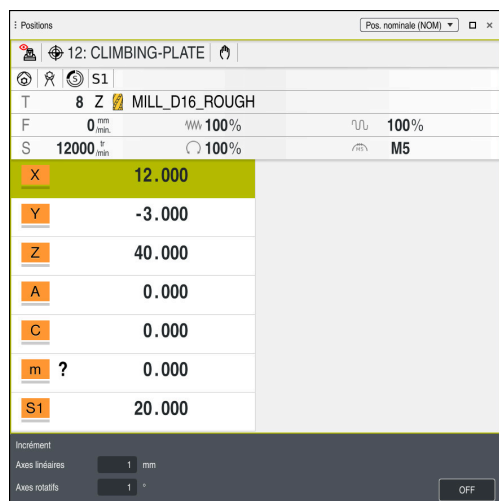 Positions Pos. nominale (NOM)
12: CLIMBING-PLATE
S S1
T 8 Z MILL_D16_ROUGH
F 0 mm/min. 100% 100%
S 12000 tr/min 100% M5 M5
X 12.000
Y -3.000
Z 40.000
A 0.000
C 0.000
m ? 0.000
S1 20.000
Incrément
Axes linéaires 1 mm
Axes rotatifs 1 °
OFF